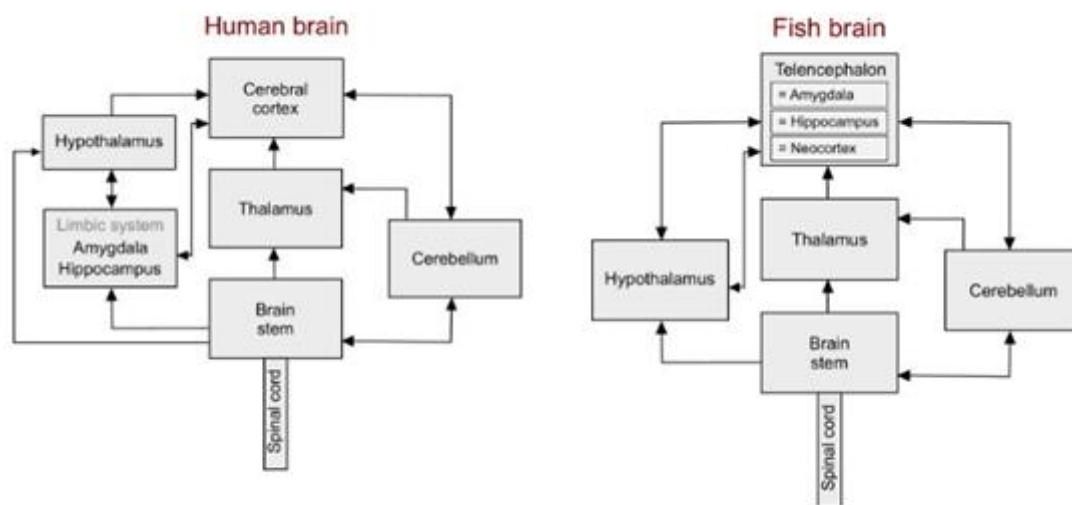 Human brain
Cerebral
cortex
Hypothalamus
Limbic system
Amygdala
Hippocampus
Thalamus
Cerebellum
Brain
stem
Spinal cord
Fish brain
Telencephalon
= Amygdala
= Hippocampus
= Neocortex
Thalamus
Hypothalamus
Cerebellum
Brain
stem
Spinal cord